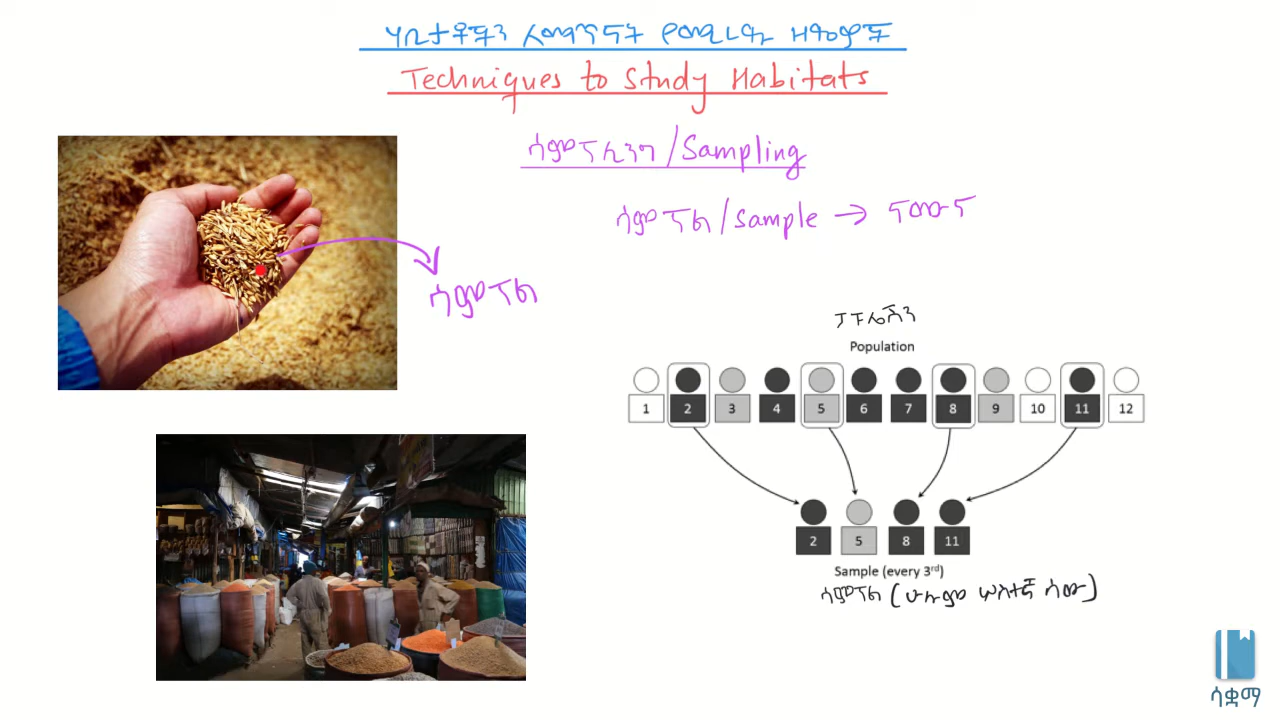 ሃቢታቶችን ለማጥናት የሚረዱ ዘዴዎች
Techniques to Study Habitats
ሳምፕሊንግ / Sampling
ሳምፕል / Sample → ናሙና
ሳምፕል
ፖፑሌሽን
Population
1 2 3 4 5 6 7 8 9 10 11 12
2 5 8 11
Sample (every 3rd)
ሳምፕል (ሁሉም ሦስተኛ ሰው)
ሳቋማ